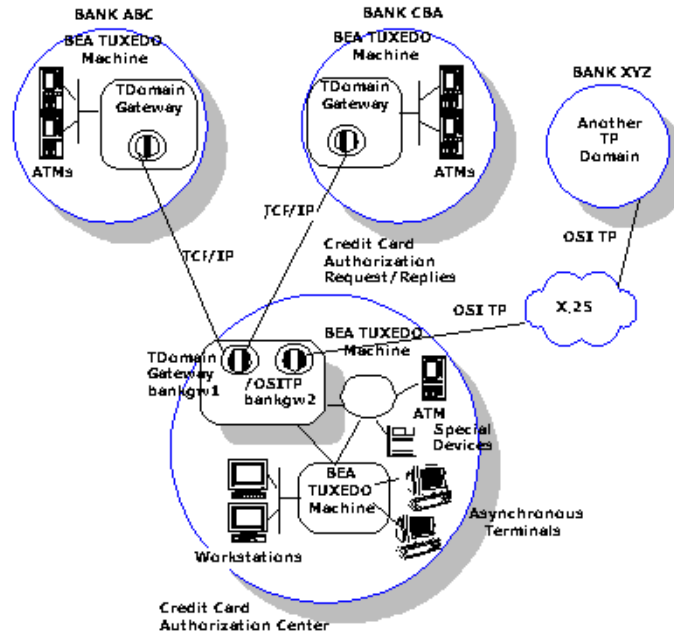 BANK ABC
BANK CBA
BEA TUXEDO
Machine
BEA TUXEDO
Machine
BANK XYZ
TDomain
Gateway
TDomain
Gateway
Another
TP
Domain
ATMs
ATMs
TCP/IP
TCP/IP
OSI TP
Credit Card
Authorization
Request/Replies
OSI TP
X.25
BEA TUXEDO
Machine
TDomain
Gateway
bankgw1
/OSITP
bankgw2
ATM
Special
Devices
BEA
TUXEDO
Machine
Asynchronous
Terminals
Workstations
Credit Card
Authorization Center